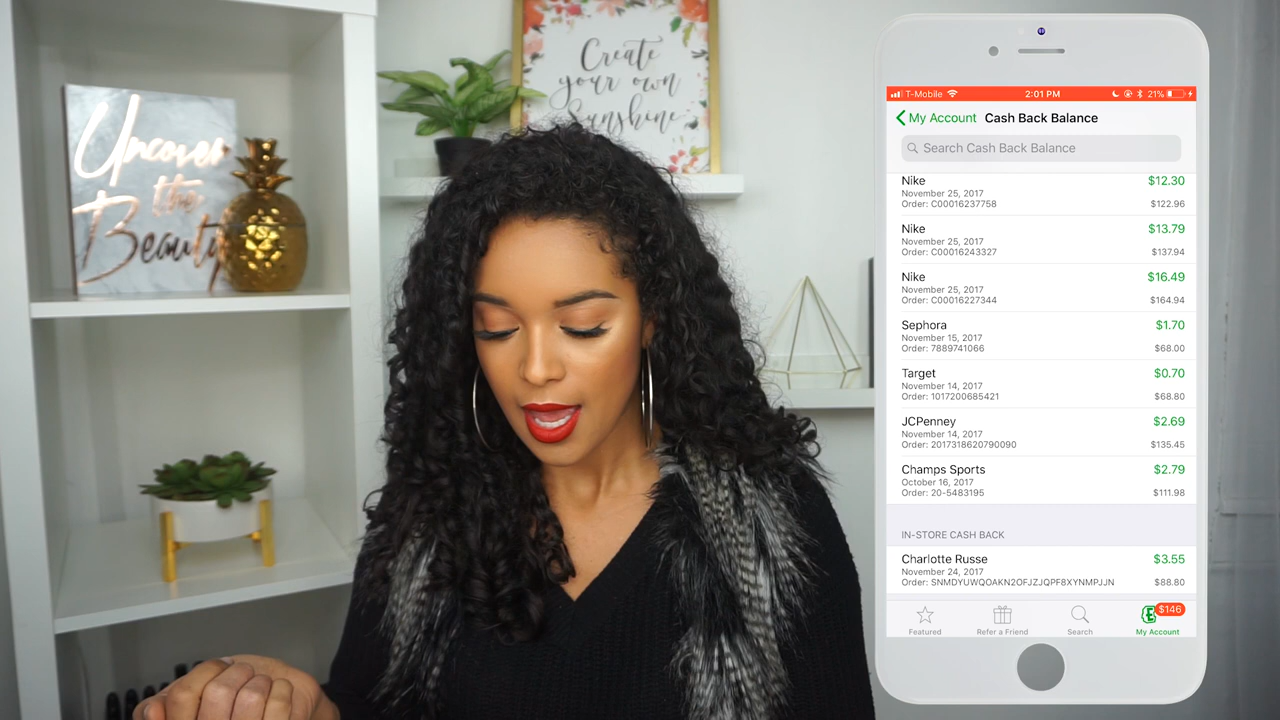 Uncover
the
Beauty
Create
your own
Sunshine
T-Mobile 2:01 PM 21%
My Account Cash Back Balance
Search Cash Back Balance
Nike $12.30
November 25, 2017
Order: C00016237758 $122.96
Nike $13.79
November 25, 2017
Order: C00016243327 $137.94
Nike $16.49
November 25, 2017
Order: C00016227344 $164.94
Sephora $1.70
November 15, 2017
Order: 7889741066 $68.00
Target $0.70
November 14, 2017
Order: 1017200685421 $68.80
JCPenney $2.69
November 14, 2017
Order: 2017318620790090 $135.45
Champs Sports $2.79
October 16, 2017
Order: 20-5483195 $111.98
IN-STORE CASH BACK
Charlotte Russe $3.55
November 24, 2017
Order: SNMDYUWQOAKN2OFJZJQPF8XYNMPJJN $88.80
$146
Featured Refer a Friend Search My Account